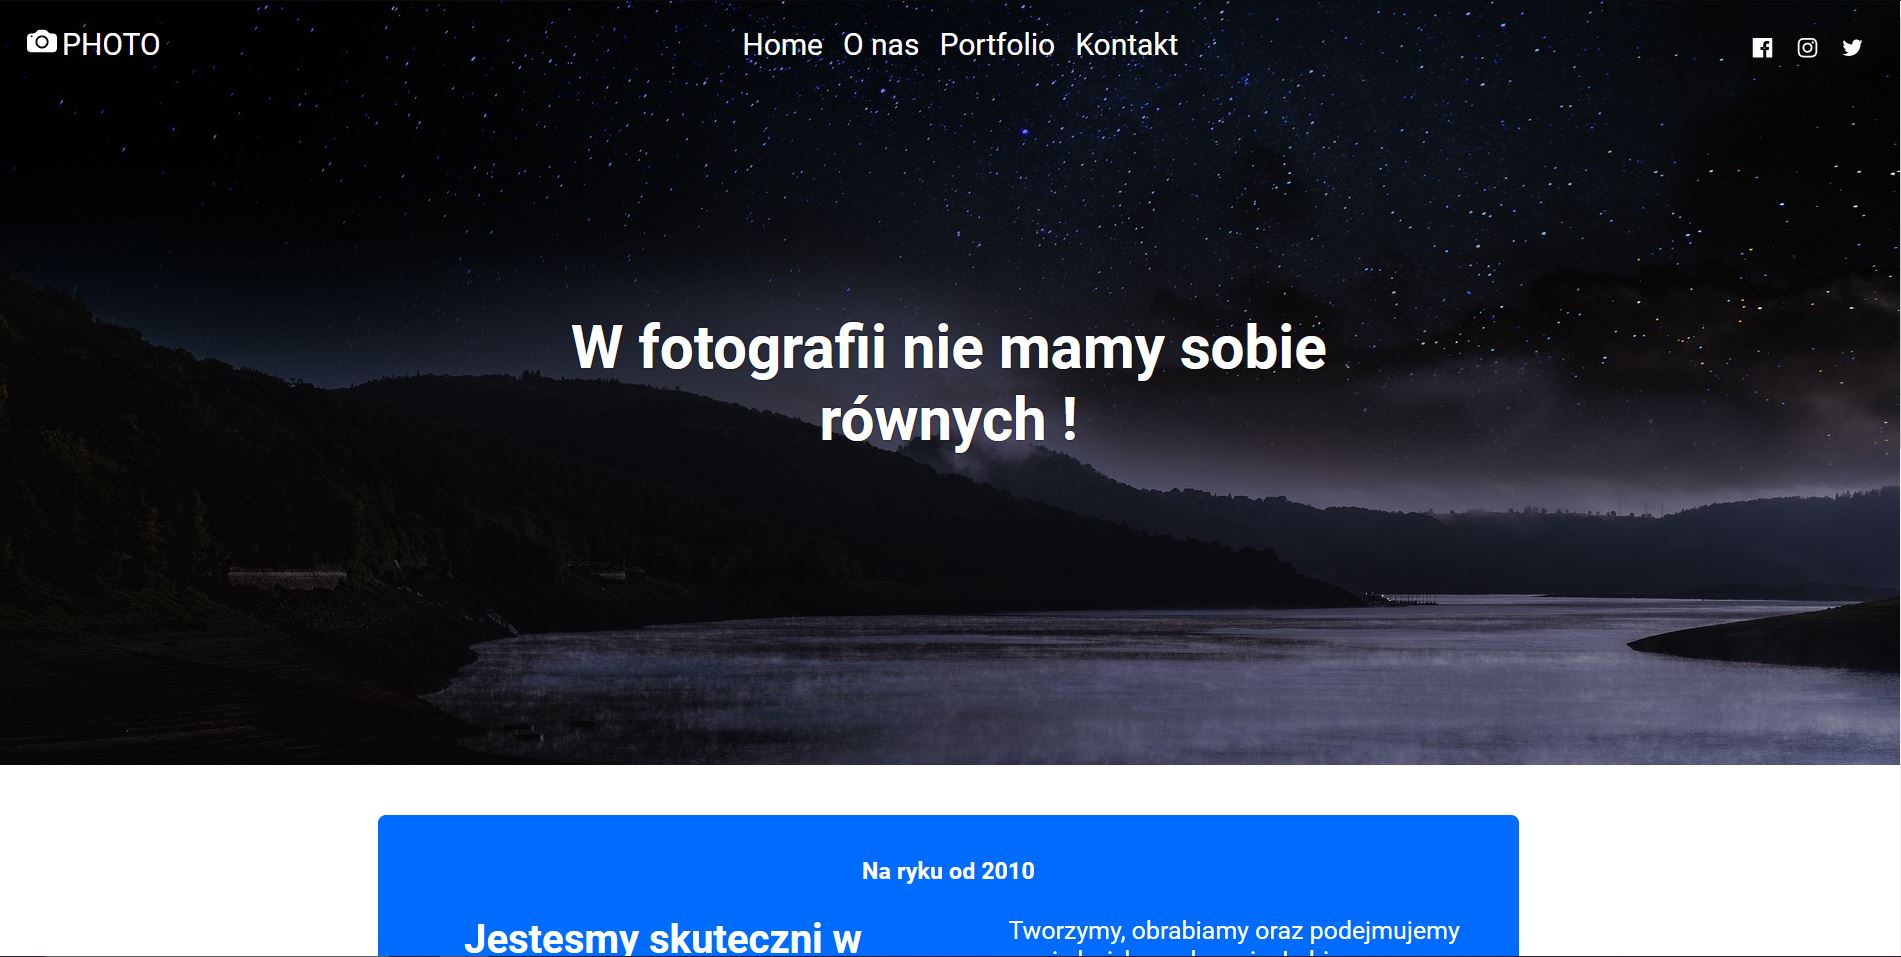 PHOTO
Home O nas Portfolio Kontakt
W fotografii nie mamy sobie
równych !
Na ryku od 2010
Jestesmy skuteczni w
Tworzymy, obrabiamy oraz podejmujemy